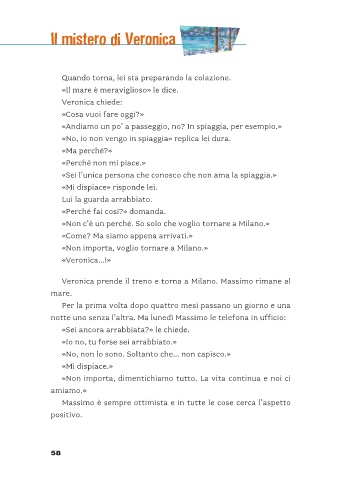 Il mistero di Veronica
Quando torna, lei sta preparando la colazione.
«Il mare è meraviglioso» le dice.
Veronica chiede:
«Cosa vuoi fare oggi?»
«Andiamo un po' a passeggio, no? In spiaggia, per esempio.»
«No, io non vengo in spiaggia» replica lei dura.
«Ma perché?»
«Perché non mi piace.»
«Sei l'unica persona che conosco che non ama la spiaggia.»
«Mi dispiace» risponde lei.
Lui la guarda arrabbiato.
«Perché fai così?» domanda.
«Non c'è un perché. So solo che voglio tornare a Milano.»
«Come? Ma siamo appena arrivati.»
«Non importa, voglio tornare a Milano.»
«Veronica...!»
Veronica prende il treno e torna a Milano. Massimo rimane al
mare.
Per la prima volta dopo quattro mesi passano un giorno e una
notte uno senza l'altra. Ma lunedì Massimo le telefona in ufficio:
«Sei ancora arrabbiata?» le chiede.
«Io no, tu forse sei arrabbiato.»
«No, non lo sono. Soltanto che... non capisco.»
«Mi dispiace.»
«Non importa, dimentichiamo tutto. La vita continua e noi ci
amiamo.»
Massimo è sempre ottimista e in tutte le cose cerca l'aspetto
positivo.
58